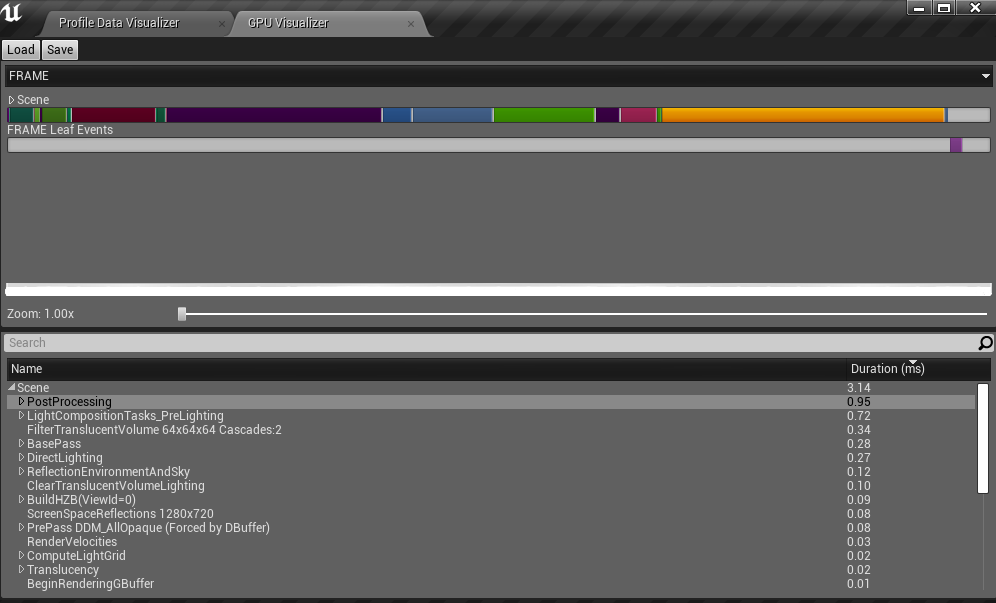 Profile Data Visualizer
GPU Visualizer
Load
Save
FRAME
Scene
FRAME Leaf Events
Zoom: 1.00x
Search
Name Duration (ms)
Scene 3.14
PostProcessing 0.95
LightCompositionTasks_PreLighting 0.72
FilterTranslucentVolume 64x64x64 Cascades:2 0.34
BasePass 0.28
DirectLighting 0.27
ReflectionEnvironmentAndSky 0.12
ClearTranslucentVolumeLighting 0.10
BuildHZB(ViewId=0) 0.09
ScreenSpaceReflections 1280x720 0.08
PrePass DDM_AllOpaque (Forced by DBuffer) 0.08
RenderVelocities 0.03
ComputeLightGrid 0.02
Translucency 0.02
BeginRenderingGBuffer 0.01